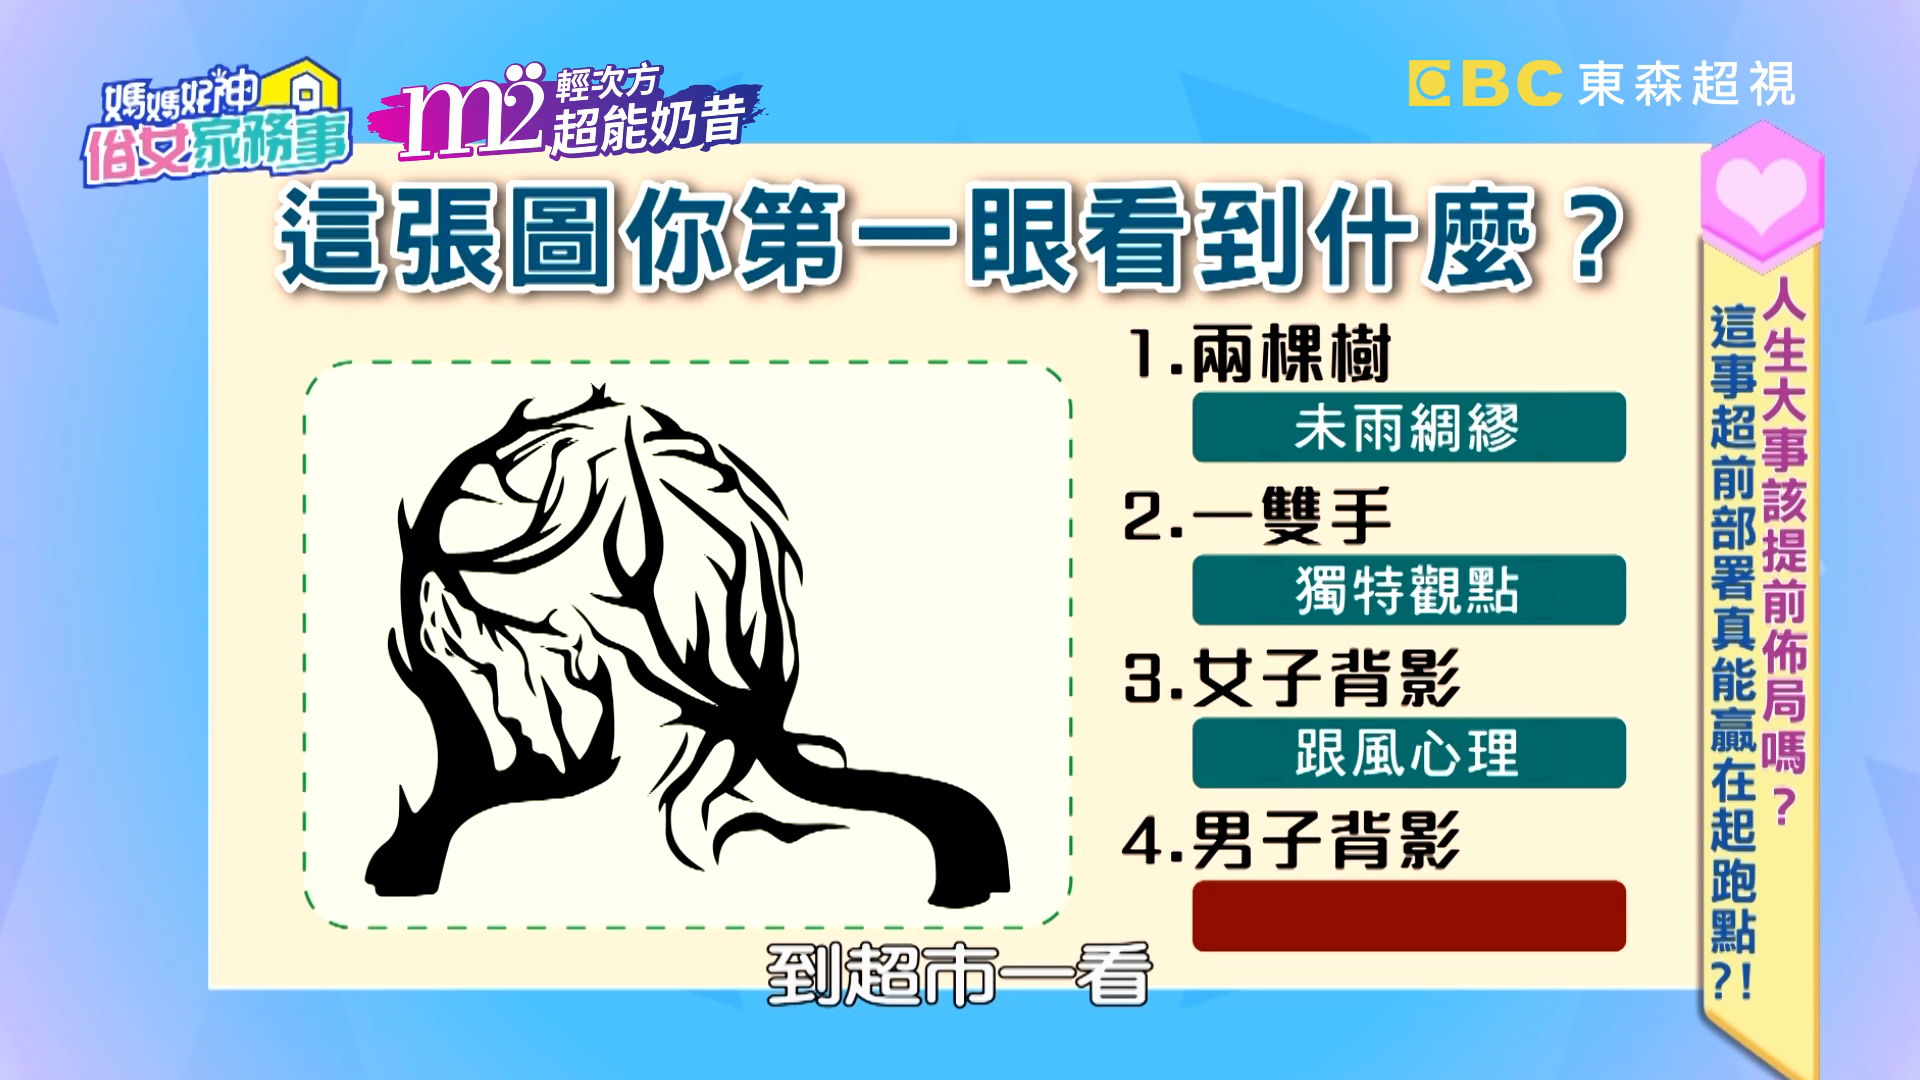 媽媽好神
俗女家務事
m2 輕次方
超能奶昔
EBC 東森超視
這張圖你第一眼看到什麼？
1.兩棵樹
未雨綢繆
2.一雙手
獨特觀點
3.女子背影
跟風心理
4.男子背影
人生大事該提前佈局嗎？
這事超前部署真能贏在起跑點?!
到超市一看